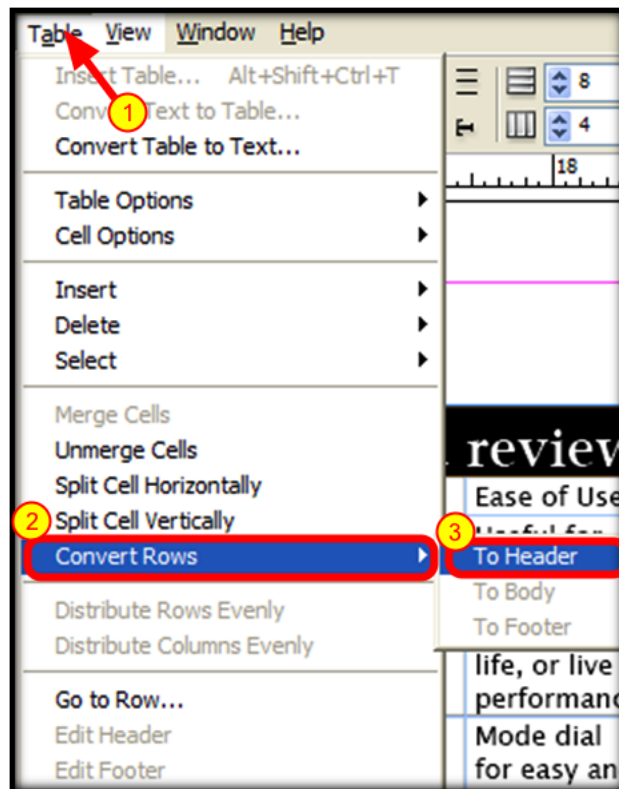 Table View Window Help
Insert Table... Alt+Shift+Ctrl+T
1
Convert Text to Table...
Convert Table to Text...
8
4
18
Table Options
Cell Options
Insert
Delete
Select
Merge Cells
Unmerge Cells
Split Cell Horizontally
2
Split Cell Vertically
Convert Rows
3
To Header
To Body
To Footer
Distribute Rows Evenly
Distribute Columns Evenly
Go to Row...
Edit Header
Edit Footer
review
Ease of Use
Useful for
life, or live
performanc
Mode dial
for easy an